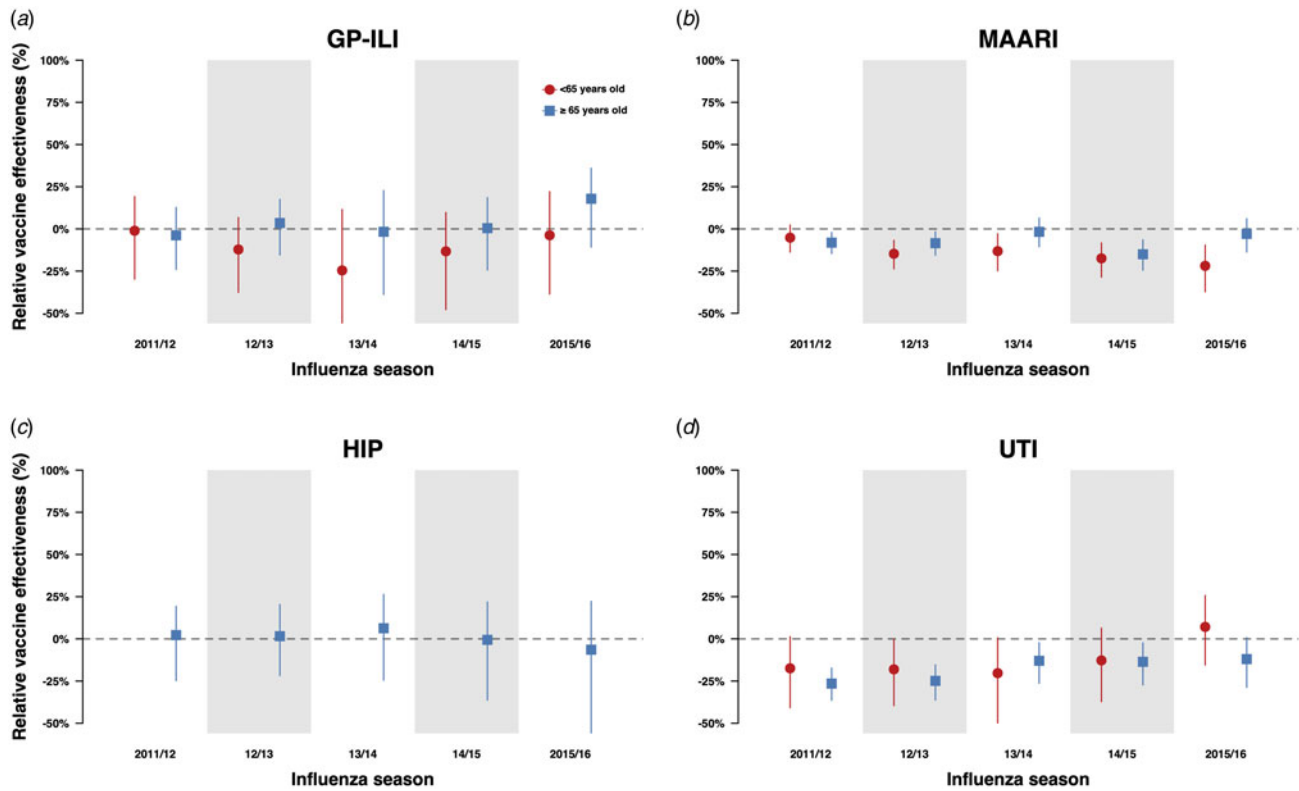 (a)
GP-ILI
Relative vaccine effectiveness (%)
100%
75%
50%
25%
0%
-25%
-50%
<65 years old
≥ 65 years old
2011/12 12/13 13/14 14/15 2015/16
Influenza season
(b)
MAARI
100%
75%
50%
25%
0%
-25%
-50%
2011/12 12/13 13/14 14/15 2015/16
Influenza season
(c)
HIP
Relative vaccine effectiveness (%)
100%
75%
50%
25%
0%
-25%
-50%
2011/12 12/13 13/14 14/15 2015/16
Influenza season
(d)
UTI
100%
75%
50%
25%
0%
-25%
-50%
2011/12 12/13 13/14 14/15 2015/16
Influenza season